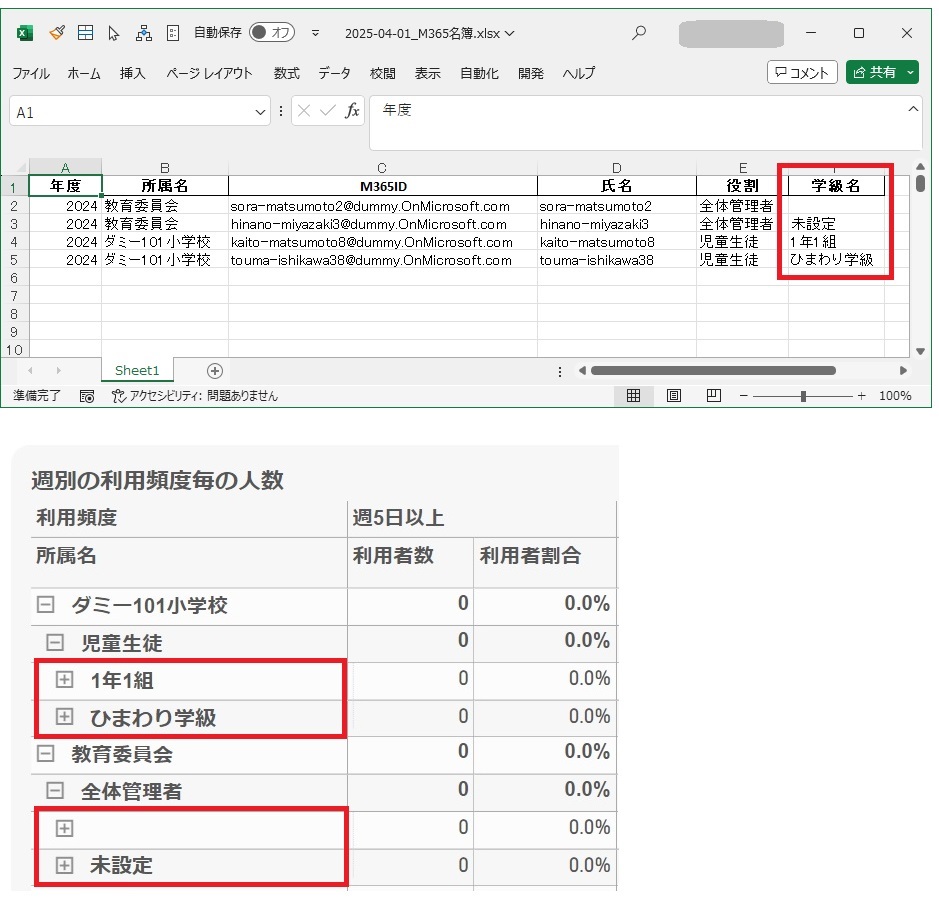 自動保存 オフ 2025-04-01_M365名簿.xlsx
ファイル ホーム 挿入 ページ レイアウト 数式 データ 校閲 表示 自動化 開発 ヘルプ コメント 共有
A1 fx 年度
A B C D E
1 年度 所属名 M365ID 氏名 役割 学級名
2 2024 教育委員会 sora-matsumoto2@dummy.OnMicrosoft.com sora-matsumoto2 全体管理者
3 2024 教育委員会 hinano-miyazaki3@dummy.OnMicrosoft.com hinano-miyazaki3 全体管理者 未設定
4 2024 ダミー101小学校 kaito-matsumoto8@dummy.OnMicrosoft.com kaito-matsumoto8 児童生徒 1年1組
5 2024 ダミー101小学校 touma-ishikawa38@dummy.OnMicrosoft.com touma-ishikawa38 児童生徒 ひまわり学級
6
7
8
9
10
Sheet1
準備完了 アクセシビリティ: 問題ありません 100%
週別の利用頻度毎の人数
利用頻度 週5日以上
所属名 利用者数 利用者割合
ダミー101小学校 0 0.0%
児童生徒 0 0.0%
1年1組 0 0.0%
ひまわり学級 0 0.0%
教育委員会 0 0.0%
全体管理者 0 0.0%
0 0.0%
未設定 0 0.0%